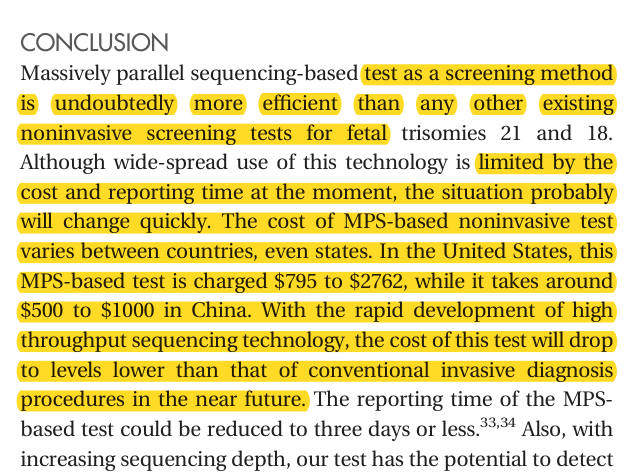 CONCLUSION
Massively parallel sequencing-based test as a screening method
is undoubtedly more efficient than any other existing
noninvasive screening tests for fetal trisomies 21 and 18.
Although wide-spread use of this technology is limited by the
cost and reporting time at the moment, the situation probably
will change quickly. The cost of MPS-based noninvasive test
varies between countries, even states. In the United States, this
MPS-based test is charged $795 to $2762, while it takes around
$500 to $1000 in China. With the rapid development of high
throughput sequencing technology, the cost of this test will drop
to levels lower than that of conventional invasive diagnosis
procedures in the near future. The reporting time of the MPS-
based test could be reduced to three days or less.33,34 Also, with
increasing sequencing depth, our test has the potential to detect